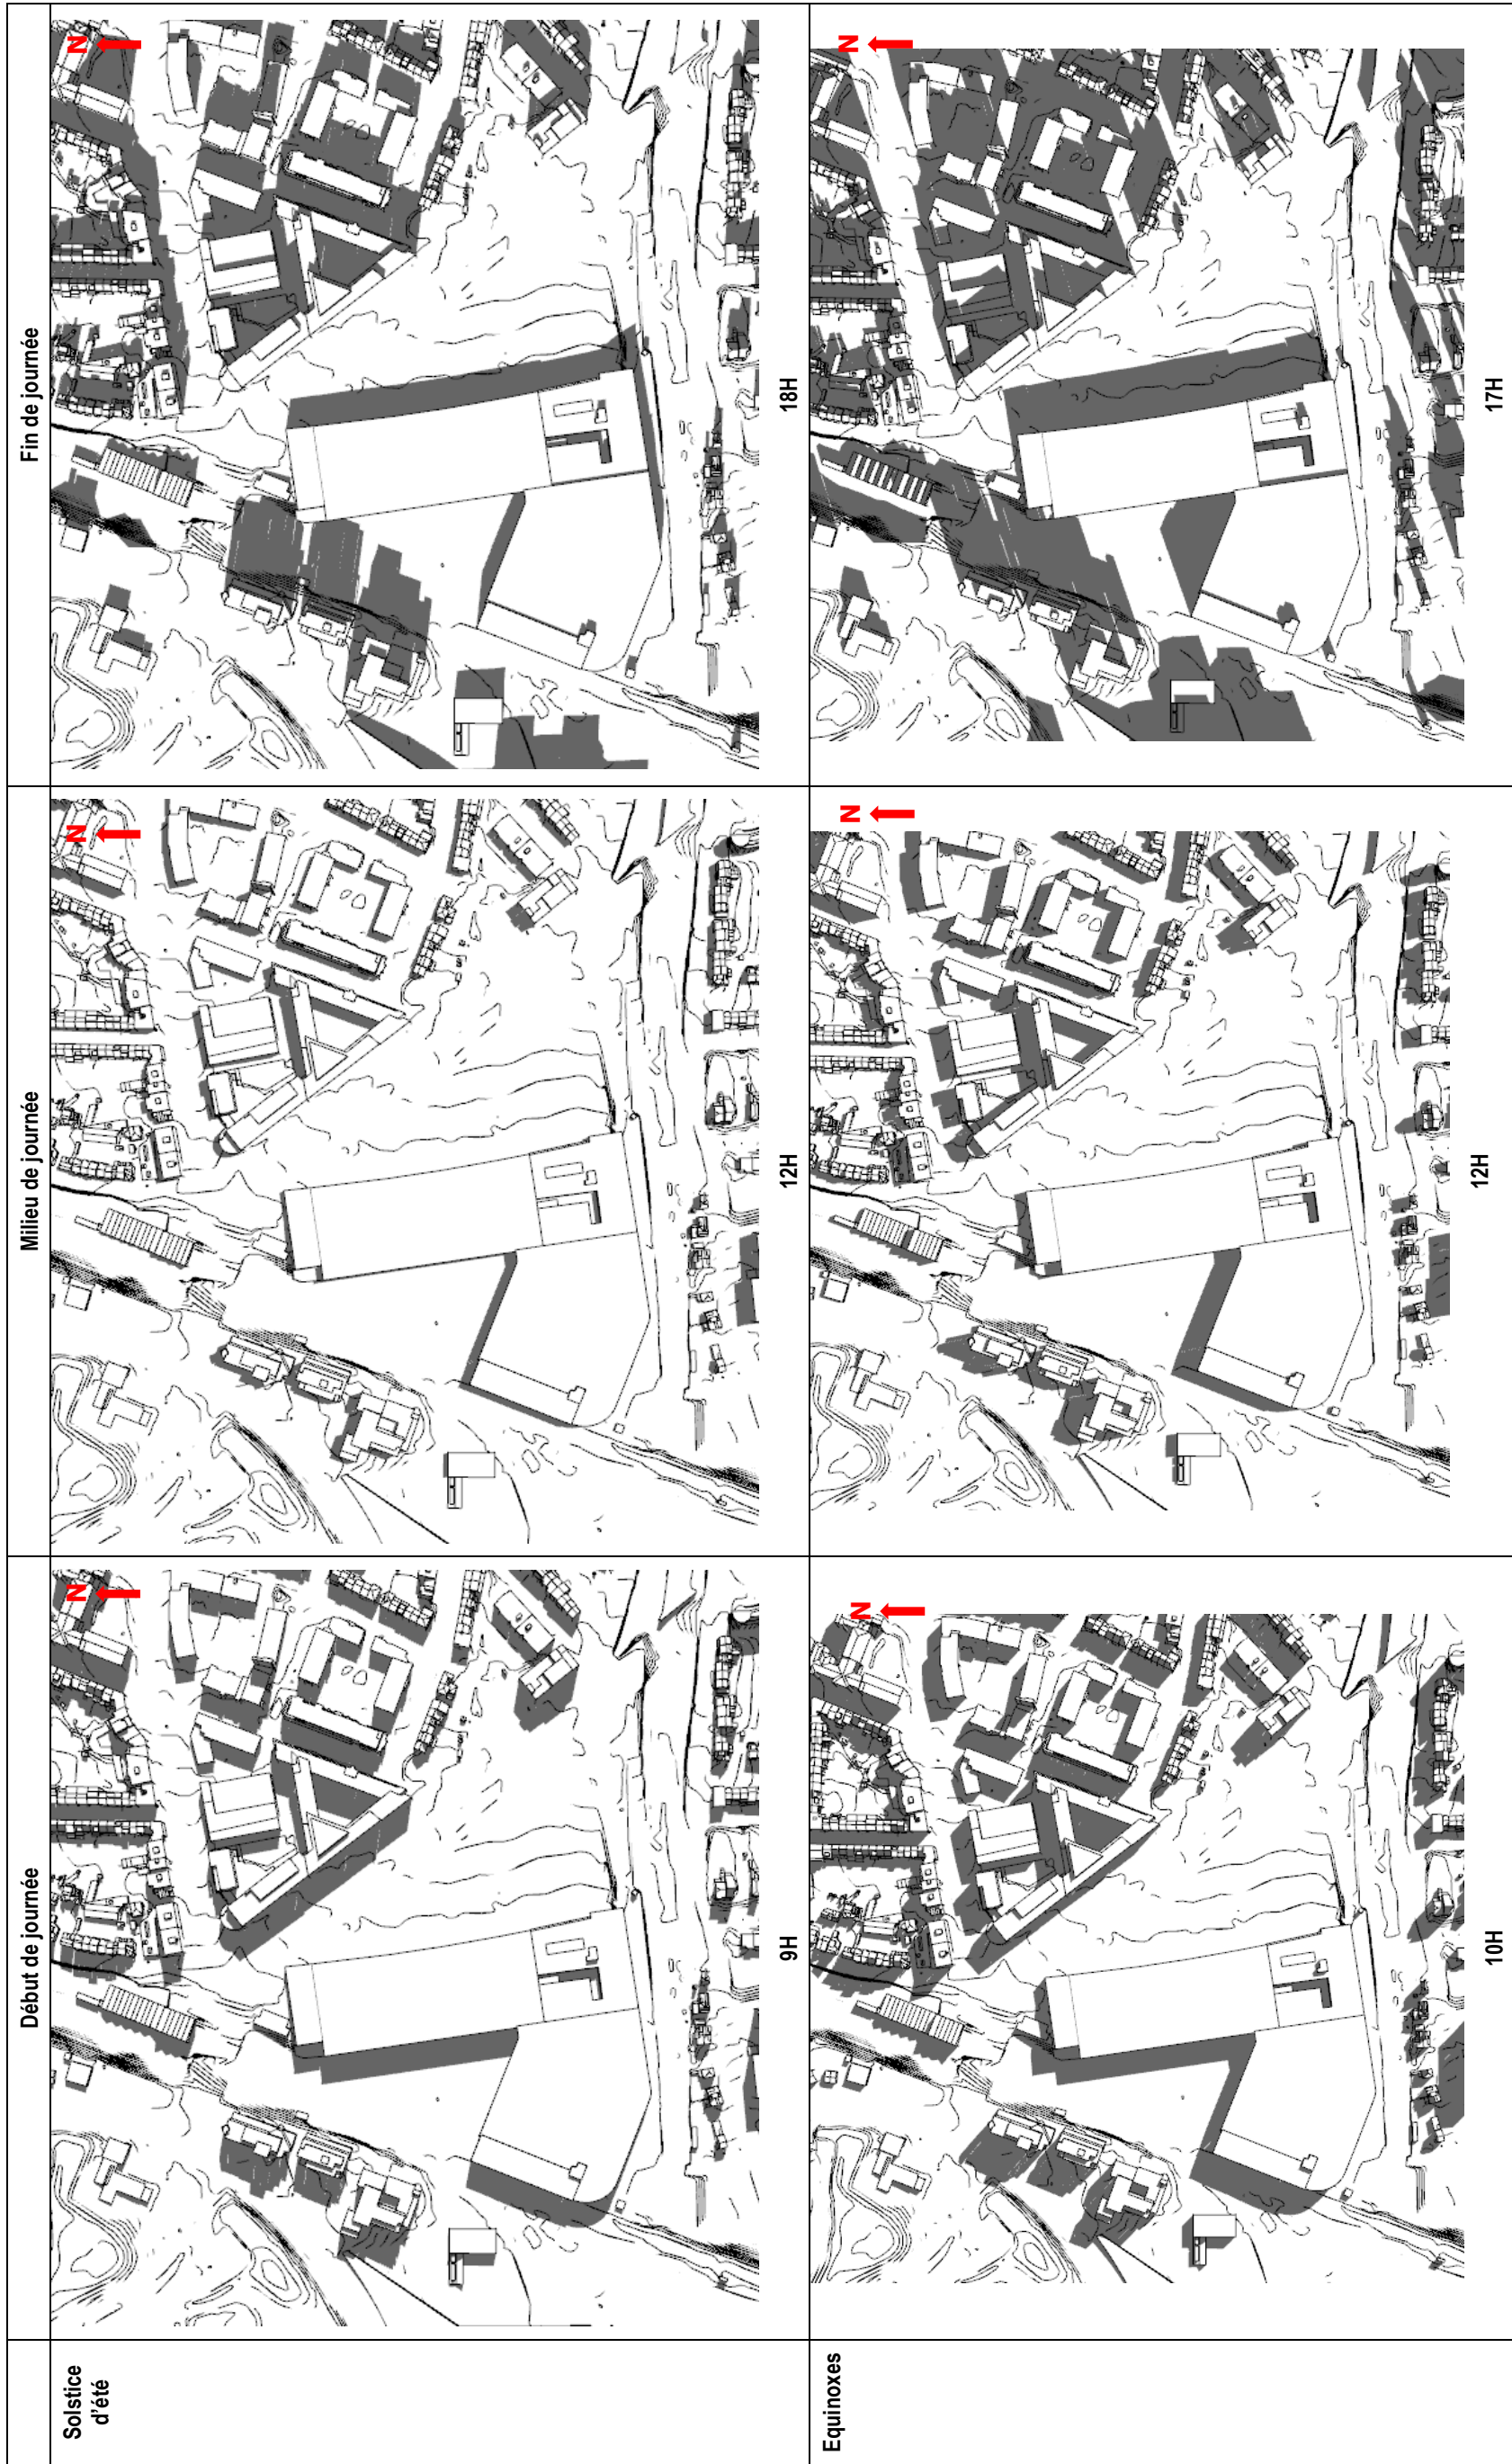 Début de journée
Milieu de journée
Fin de journée
Solstice
d'été
N
N
N
9H
12H
18H
Equinoxes
N
N
N
10H
12H
17H